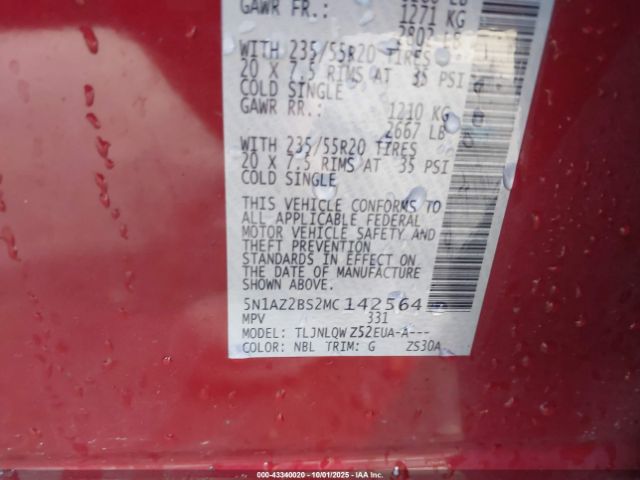 GAWR FR.: 1271 KG
2802 LB
WITH 235/55R20 TIRES
20 X 7.5 RIMS AT 35 PSI
COLD SINGLE
GAWR RR.: 1210 KG
2667 LB
WITH 235/55R20 TIRES
20 X 7.5 RIMS AT 35 PSI
COLD SINGLE
THIS VEHICLE CONFORMS TO
ALL APPLICABLE FEDERAL
MOTOR VEHICLE SAFETY AND
THEFT PREVENTION
STANDARDS IN EFFECT
AT THE DATE OF MANUFACTURE
SHOWN ABOVE.
5N1AZ2BS2MC142564
MPV 331
MODEL: TLJNLQW Z52EUA-A---
COLOR: NBL TRIM: G ZS30A
000-43340020 • 10/01/2025 • IAA Inc.